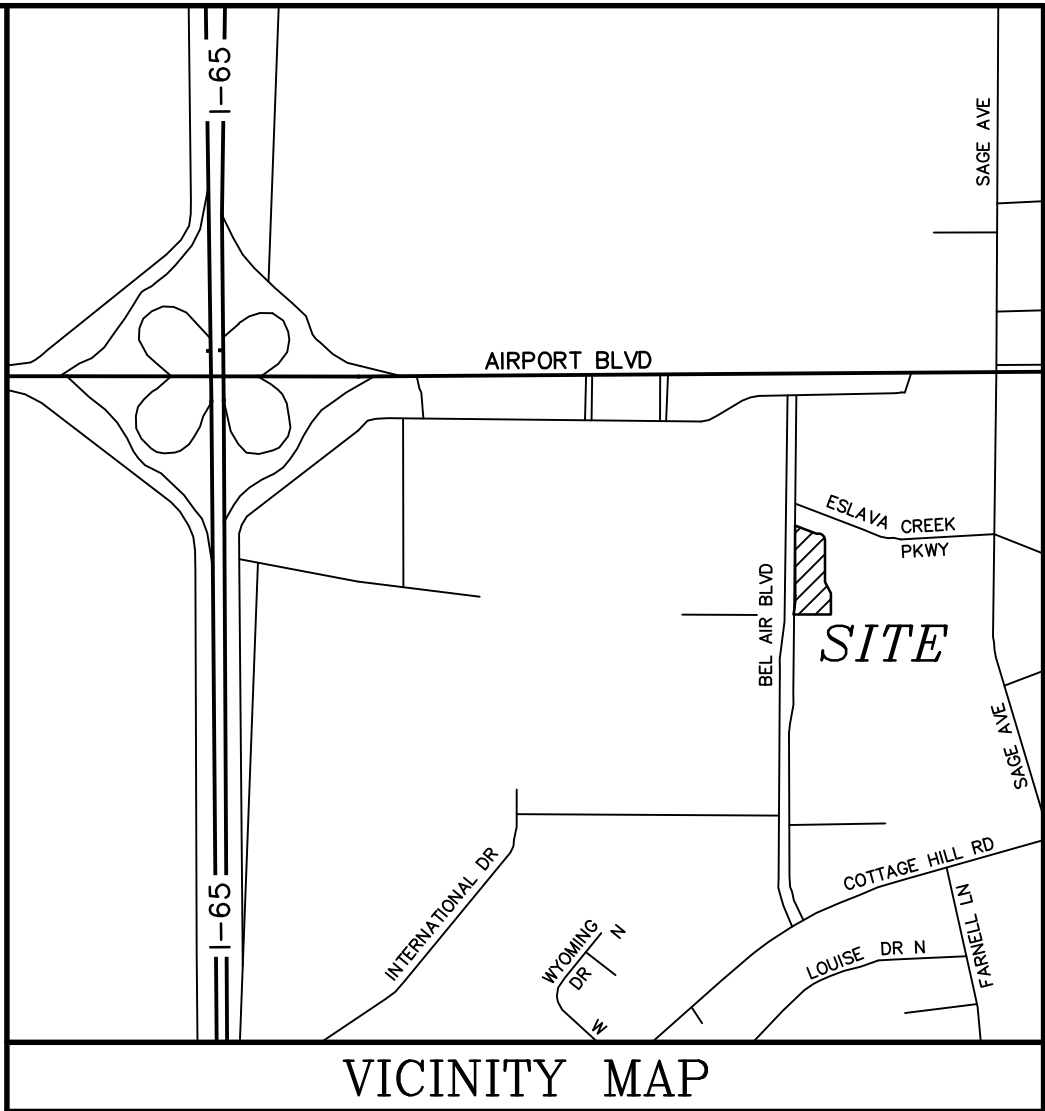 I-65
SAGE AVE
AIRPORT BLVD
ESLAVA CREEK
PKWY
BEL AIR BLVD
SITE
SAGE AVE
COTTAGE HILL RD
INTERNATIONAL DR
I-65
WYOMING
DR
N
W
LOUISE DR N
FARNELL LN
VICINITY MAP